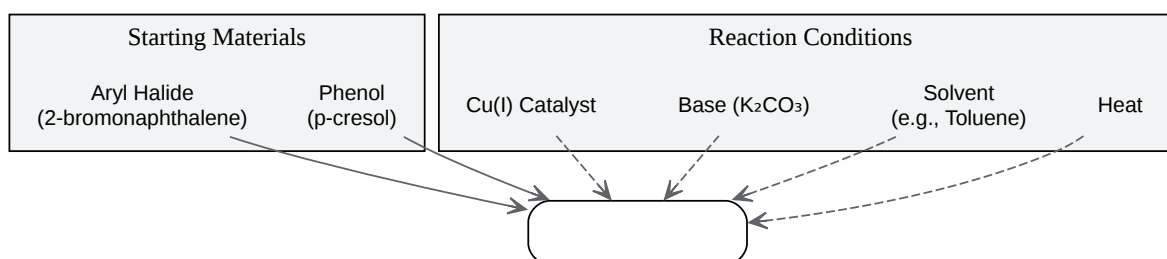 Starting Materials
Aryl Halide
(2-bromonaphthalene)
Phenol
(p-cresol)
Reaction Conditions
Cu(I) Catalyst
Base (K₂CO₃)
Solvent
(e.g., Toluene)
Heat